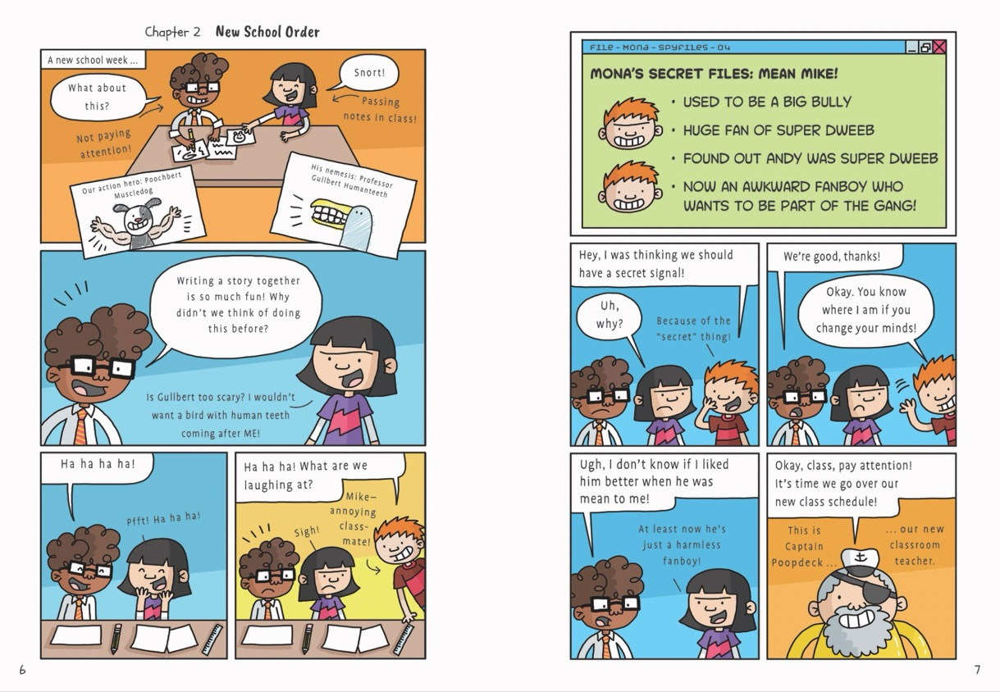 Chapter 2 New School Order
A new school week ...
What about
this?
Snort!
Not paying
attention!
Passing
notes in class!
Our action hero: Poochbert
Muscledog
His nemesis: Professor
Gullbert Humanteeth
Writing a story together
is so much fun! Why
didn't we think of doing
this before?
Is Gullbert too scary? I wouldn't
want a bird with human teeth
coming after ME!
Ha ha ha ha!
Pfft! Ha ha ha!
Ha ha ha! What are we
laughing at?
Mike—
annoying
class-
mate!
Sigh!
6
FILE - MONA - SPYFILES - 04
MONA'S SECRET FILES: MEAN MIKE!
• USED TO BE A BIG BULLY
• HUGE FAN OF SUPER DWEEB
• FOUND OUT ANDY WAS SUPER DWEEB
• NOW AN AWKWARD FANBOY WHO
WANTS TO BE PART OF THE GANG!
Hey, I was thinking we should
have a secret signal!
Uh,
why?
Because of the
"secret" thing!
We're good, thanks!
Okay. You know
where I am if you
change your minds!
Ugh, I don't know if I liked
him better when he was
mean to me!
At least now he's
just a harmless
fanboy!
Okay, class, pay attention!
It's time we go over our
new class schedule!
This is
Captain
Poopdeck ...
... our new
classroom
teacher.
7